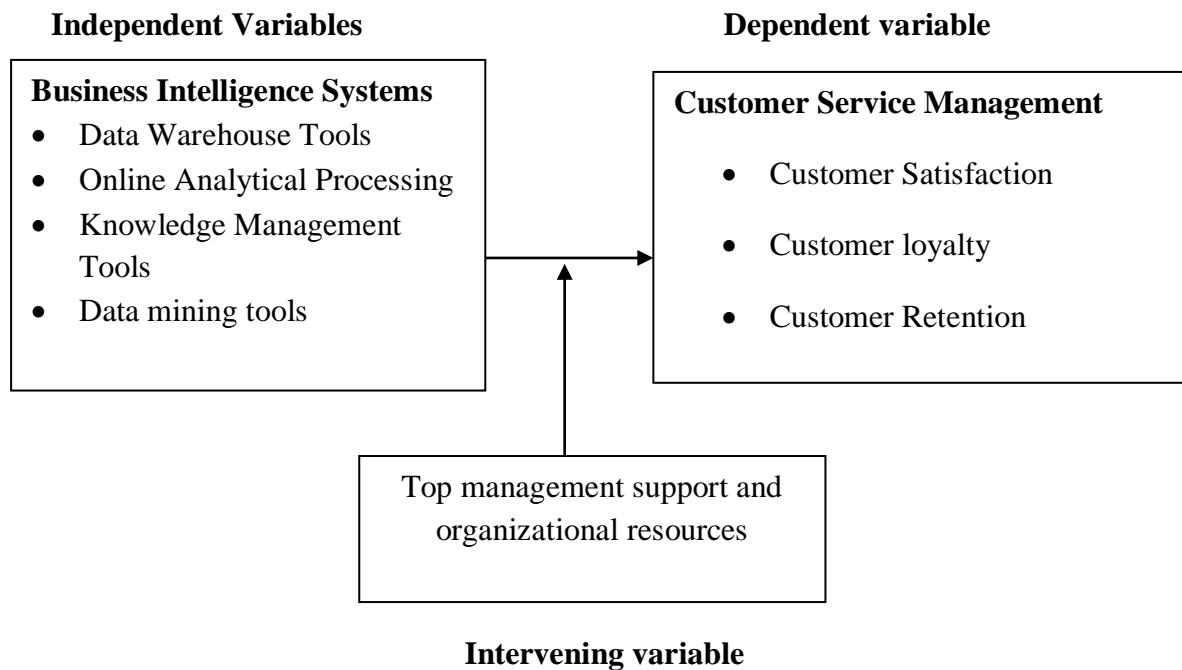 Independent Variables
Dependent variable
Business Intelligence Systems
• Data Warehouse Tools
• Online Analytical Processing
• Knowledge Management
Tools
• Data mining tools
Customer Service Management
• Customer Satisfaction
• Customer loyalty
• Customer Retention
Top management support and
organizational resources
Intervening variable